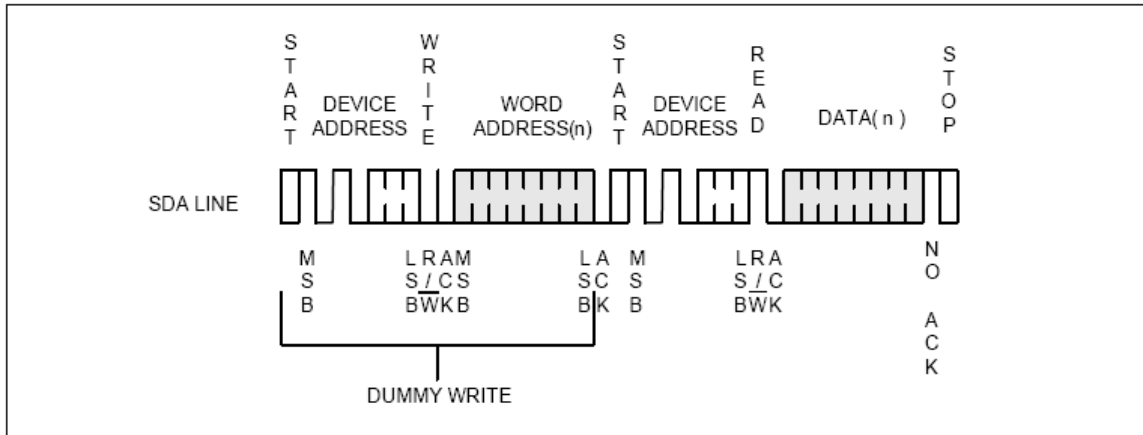 START
DEVICE
ADDRESS
WRITE
WORD
ADDRESS(n)
START
DEVICE
ADDRESS
READ
DATA( n )
STOP
SDA LINE
MSB
LSB
R/W
ACK
MSB
LSB
ACK
MSB
LSB
R/W
ACK
NO ACK
DUMMY WRITE